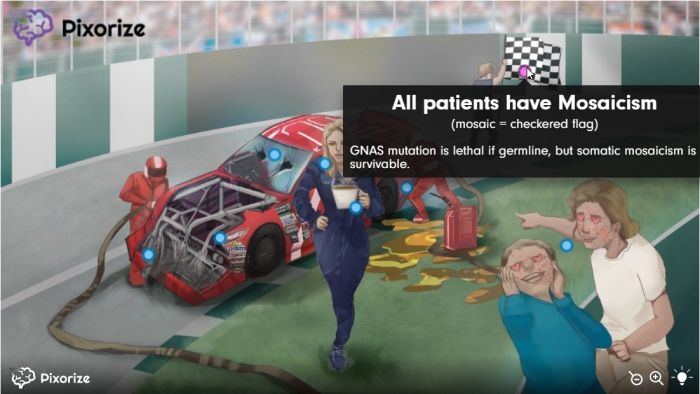 Pixorize
All patients have Mosaicism
(mosaic = checkered flag)
GNAS mutation is lethal if germline, but somatic mosaicism is
survivable.
Pixorize